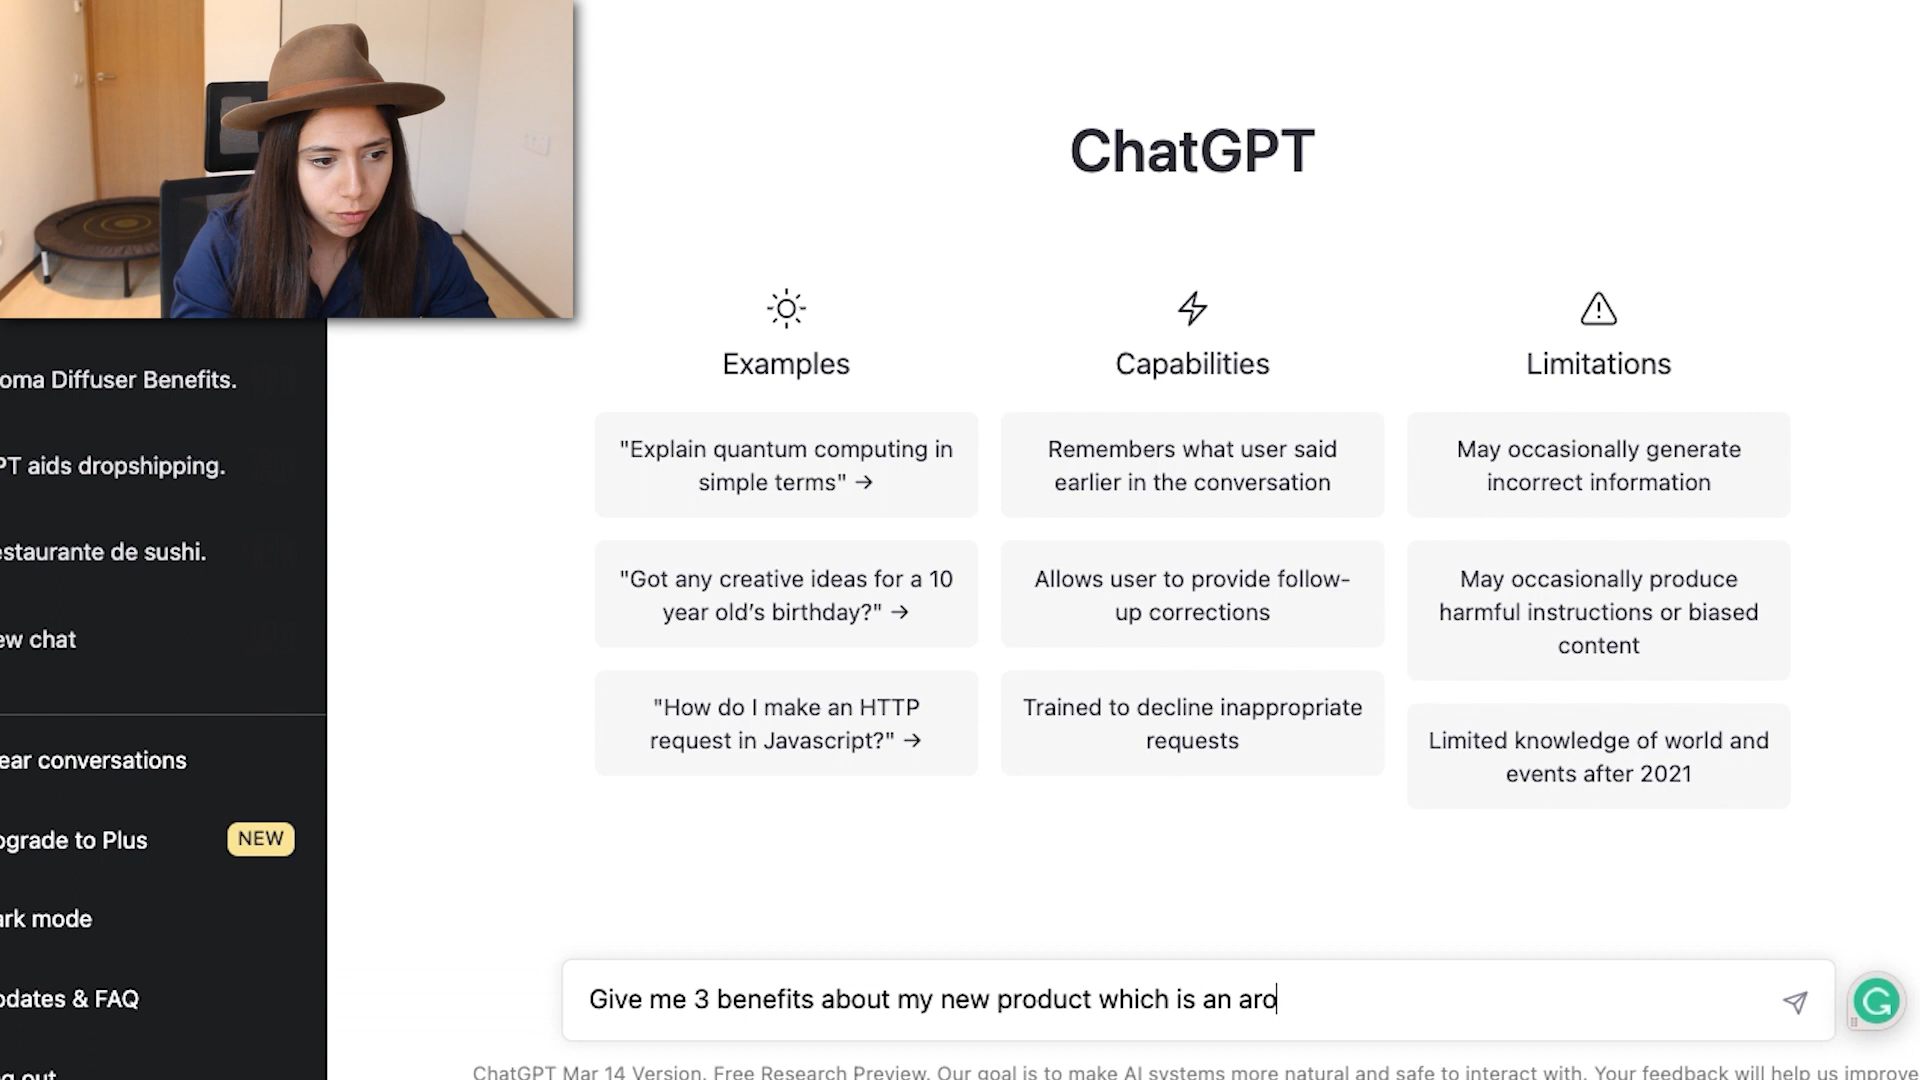 ChatGPT
Examples
"Explain quantum computing in
simple terms" →
"Got any creative ideas for a 10
year old's birthday?" →
"How do I make an HTTP
request in Javascript?" →
Capabilities
Remembers what user said
earlier in the conversation
Allows user to provide follow-
up corrections
Trained to decline inappropriate
requests
Limitations
May occasionally generate
incorrect information
May occasionally produce
harmful instructions or biased
content
Limited knowledge of world and
events after 2021
oma Diffuser Benefits.
PT aids dropshipping.
estaurante de sushi.
ew chat
ear conversations
pgrade to Plus NEW
ark mode
pdates & FAQ
g out
Give me 3 benefits about my new product which is an aro
ChatGPT Mar 14 Version. Free Research Preview. Our goal is to make AI systems more natural and safe to interact with. Your feedback will help us improve